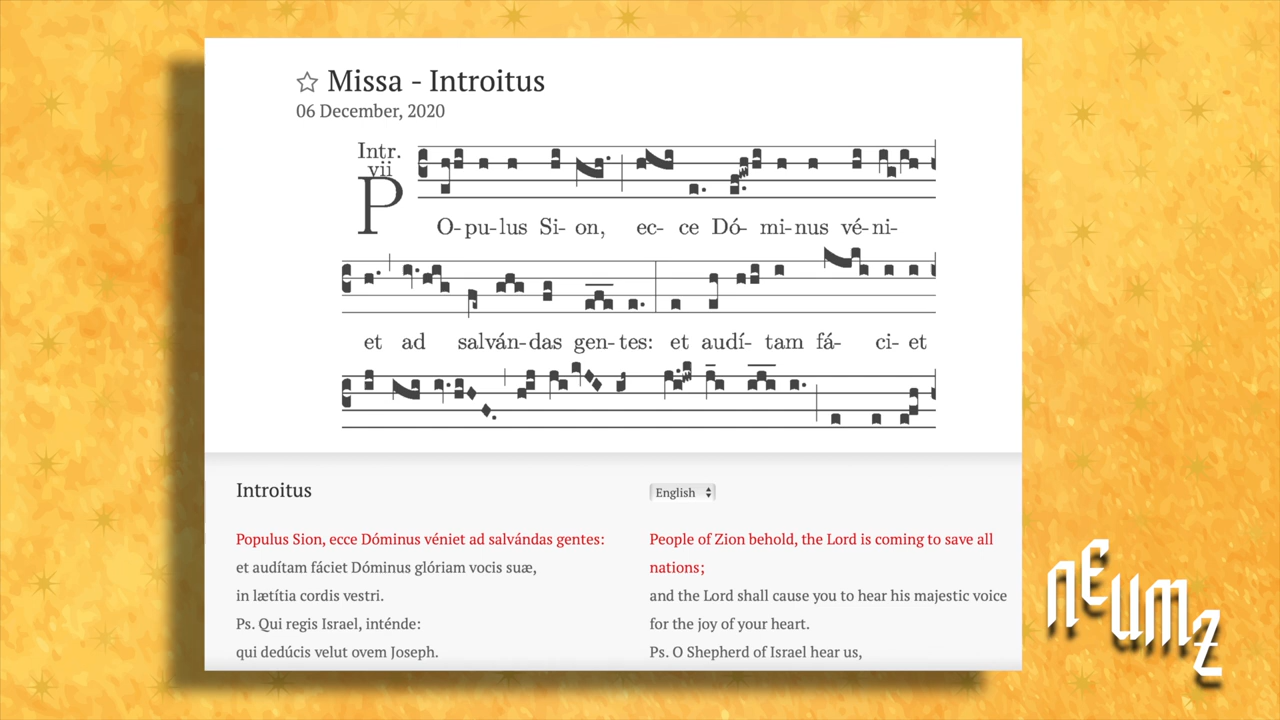 Missa - Introitus
06 December, 2020
Intr.
vii
P
O-pu-lus Si- on, ec- ce Dó- mi-nus vé-ni-
et ad salván-das gen-tes: et audí- tam fá- ci- et
Introitus
English
Populus Sion, ecce Dóminus véniet ad salvándas gentes:
et audítam fáciet Dóminus glóriam vocis suæ,
in lætítia cordis vestri.
Ps. Qui regis Israel, inténde:
qui dedúcis velut ovem Joseph.
People of Zion behold, the Lord is coming to save all
nations;
and the Lord shall cause you to hear his majestic voice
for the joy of your heart.
Ps. O Shepherd of Israel hear us,
nEUMZ